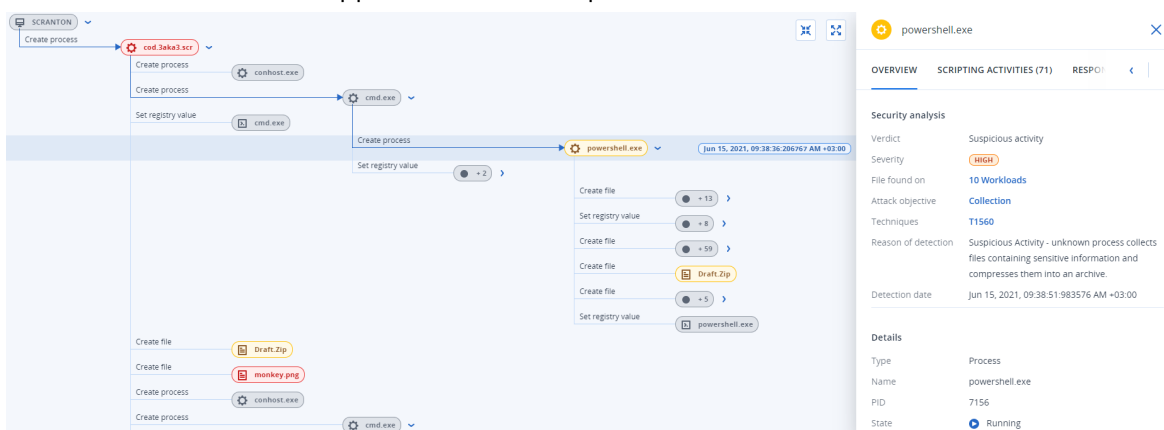 SCRANTON
Create process
cod.3aka3.scr
Create process
conhost.exe
Create process
cmd.exe
Set registry value
cmd.exe
Create process
powershell.exe
Jun 15, 2021, 09:38:36:206767 AM +03:00
Set registry value
+ 2
Create file
+ 13
Set registry value
+ 8
Create file
+ 59
Create file
Draft.Zip
Create file
+ 5
Set registry value
powershell.exe
Create file
Draft.Zip
Create file
monkey.png
Create process
conhost.exe
Create process
cmd.exe
powershell.exe
OVERVIEW SCRIPTING ACTIVITIES (71)
Security analysis
Verdict Suspicious activity
Severity HIGH
File found on 10 Workloads
Attack objective Collection
Techniques T1560
Reason of detection Suspicious Activity - unknown process collects
files containing sensitive information and
compresses them into an archive.
Detection date Jun 15, 2021, 09:38:51:983576 AM +03:00
Details
Type Process
Name powershell.exe
PID 7156
State Running